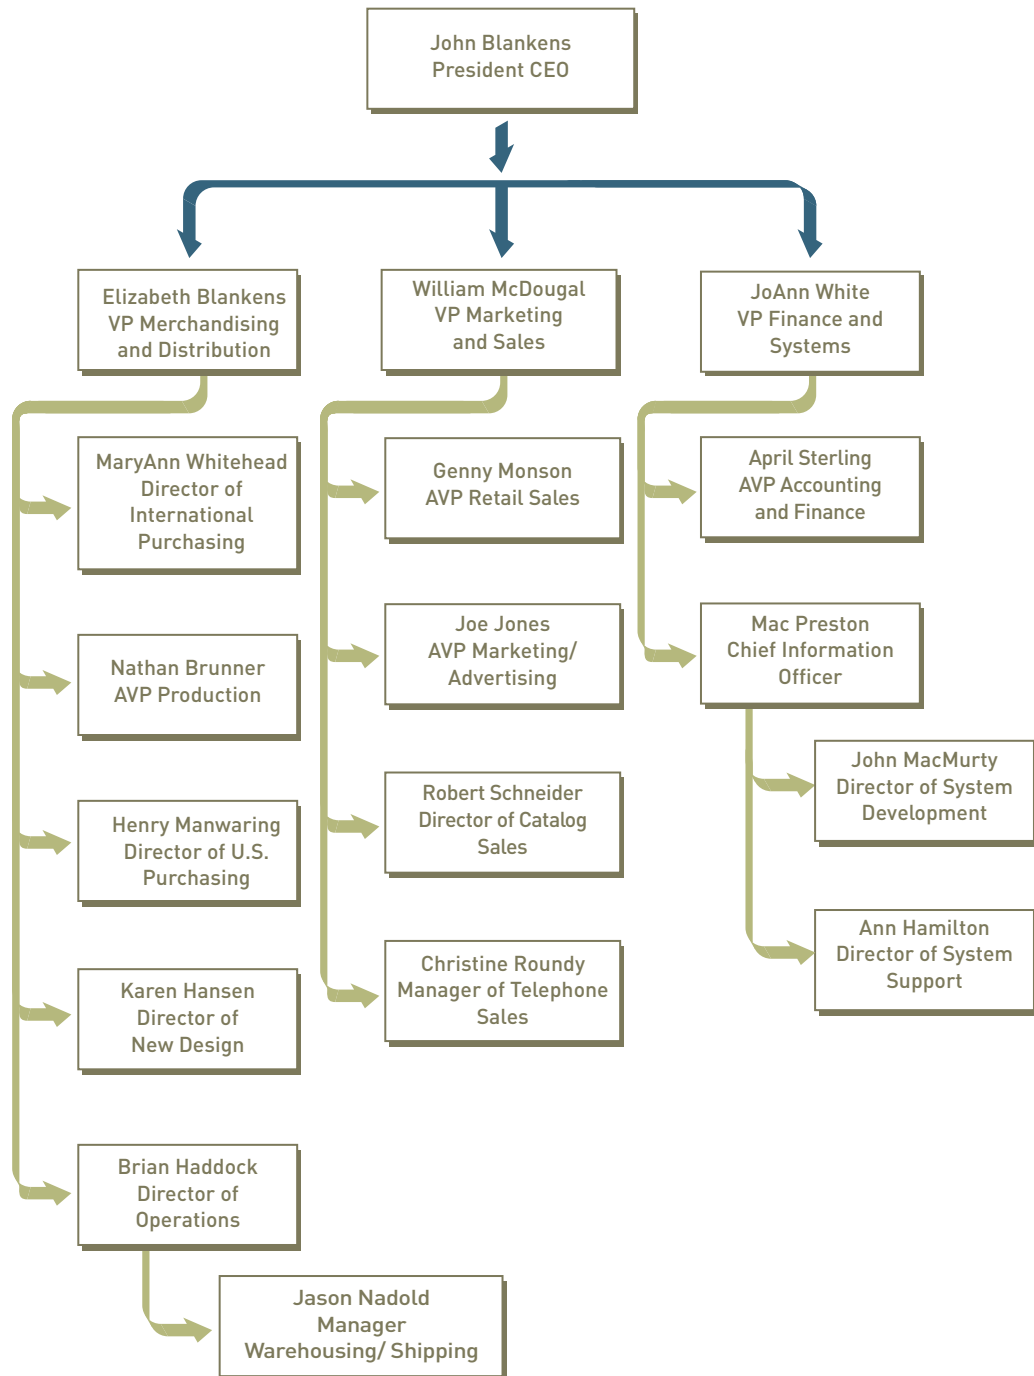 John Blankens
President CEO
Elizabeth Blankens
VP Merchandising
and Distribution
William McDougal
VP Marketing
and Sales
JoAnn White
VP Finance and
Systems
MaryAnn Whitehead
Director of
International
Purchasing
Nathan Brunner
AVP Production
Henry Manwaring
Director of U.S.
Purchasing
Karen Hansen
Director of
New Design
Brian Haddock
Director of
Operations
Jason Nadold
Manager
Warehousing/ Shipping
Genny Monson
AVP Retail Sales
Joe Jones
AVP Marketing/
Advertising
Robert Schneider
Director of Catalog
Sales
Christine Roundy
Manager of Telephone
Sales
April Sterling
AVP Accounting
and Finance
Mac Preston
Chief Information
Officer
John MacMurty
Director of System
Development
Ann Hamilton
Director of System
Support